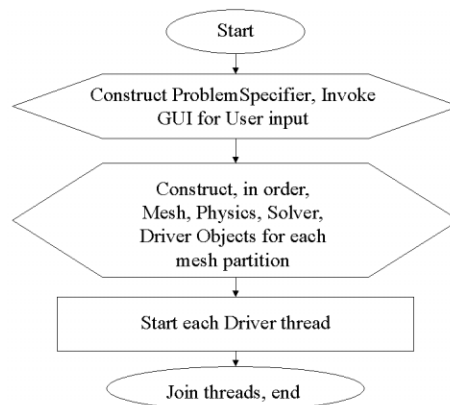 Start
Construct ProblemSpecifier, Invoke
GUI for User input
Construct, in order,
Mesh, Physics, Solver,
Driver Objects for each
mesh partition
Start each Driver thread
Join threads, end